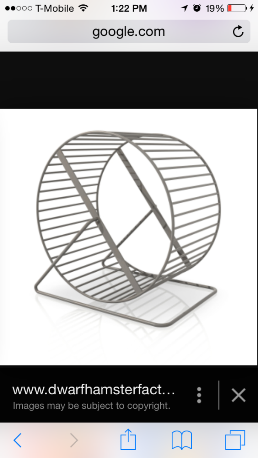 T-Mobile 1:22 PM 19%
google.com
www.dwarfhamsterfact...
Images may be subject to copyright.